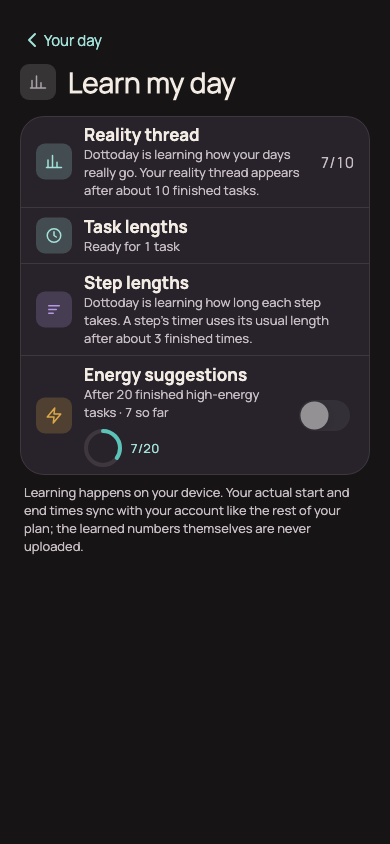 Your day
Learn my day
Reality thread
Dottoday is learning how your days
really go. Your reality thread appears
after about 10 finished tasks.
7/10
Task lengths
Ready for 1 task
Step lengths
Dottoday is learning how long each step
takes. A step's timer uses its usual length
after about 3 finished times.
Energy suggestions
After 20 finished high-energy
tasks · 7 so far
7/20
Learning happens on your device. Your actual start and
end times sync with your account like the rest of your
plan; the learned numbers themselves are never
uploaded.